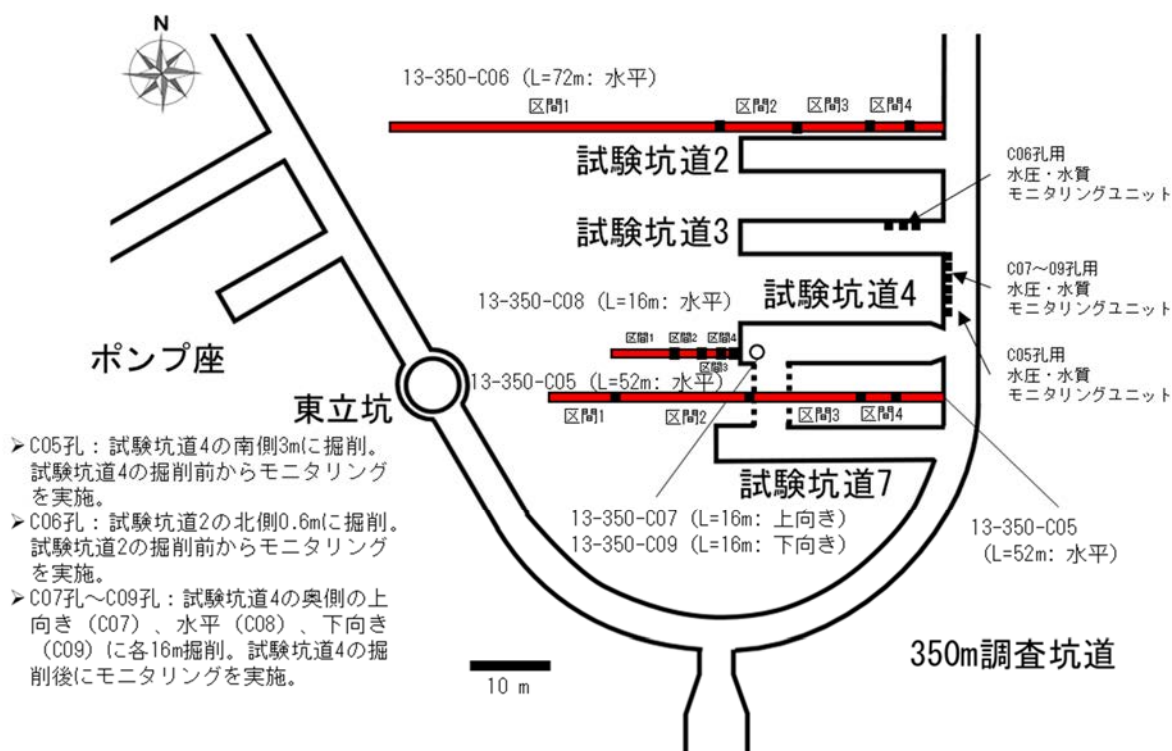 N
13-350-C06 (L=72m: 水平)
区間1
区間2
区間3
区間4
試験坑道2
C06孔用
水圧・水質
モニタリングユニット
試験坑道3
C07～09孔用
水圧・水質
モニタリングユニット
試験坑道4
13-350-C08 (L=16m: 水平)
区間1
区間2
区間4
区間3
C05孔用
水圧・水質
モニタリングユニット
ポンプ座
東立坑
13-350-C05 (L=52m: 水平)
区間1
区間2
区間3
区間4
試験坑道7
13-350-C07 (L=16m: 上向き)
13-350-C09 (L=16m: 下向き)
13-350-C05
(L=52m: 水平)
➢C05孔：試験坑道4の南側3mに掘削。
試験坑道4の掘削前からモニタリング
を実施。
➢C06孔：試験坑道2の北側0.6mに掘削。
試験坑道2の掘削前からモニタリング
を実施。
➢C07孔～C09孔：試験坑道4の奥側の上
向き（C07）、水平（C08）、下向き
（C09）に各16m掘削。試験坑道4の掘
削後にモニタリングを実施。
10 m
350m調査坑道